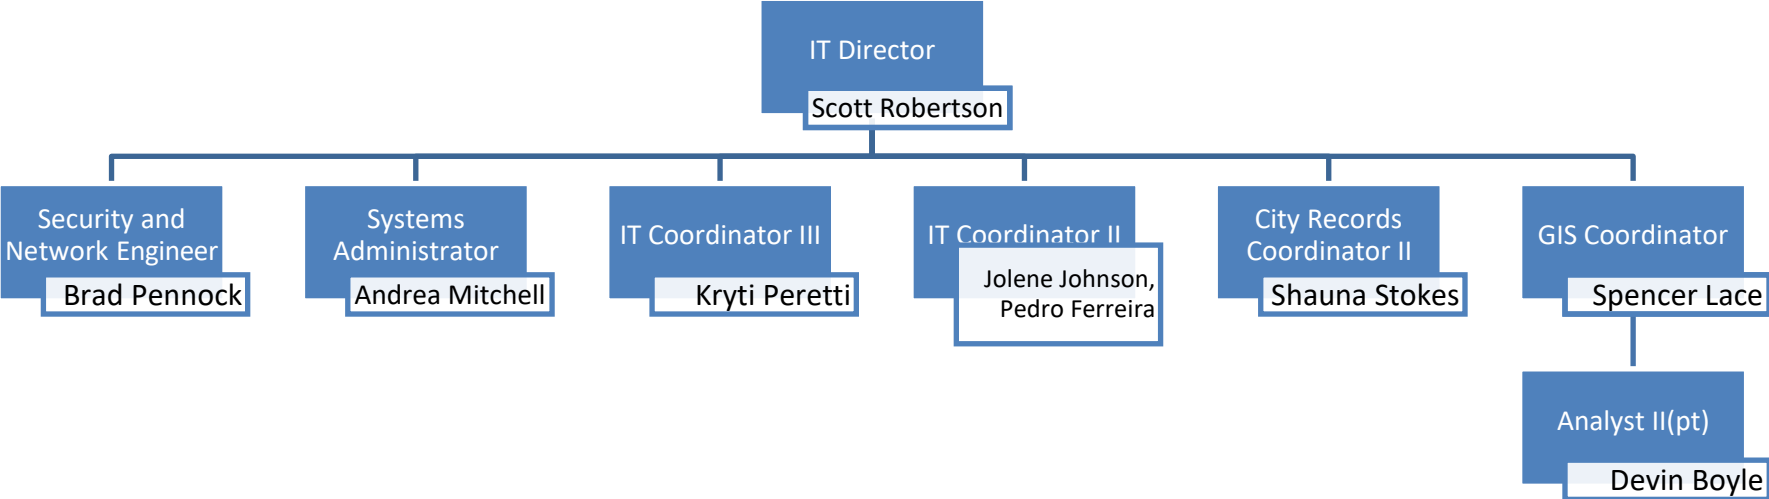 IT Director
Scott Robertson
Security and
Network Engineer
Brad Pennock
Systems
Administrator
Andrea Mitchell
IT Coordinator III
Kryti Peretti
IT Coordinator II
Jolene Johnson,
Pedro Ferreira
City Records
Coordinator II
Shauna Stokes
GIS Coordinator
Spencer Lace
Analyst II(pt)
Devin Boyle